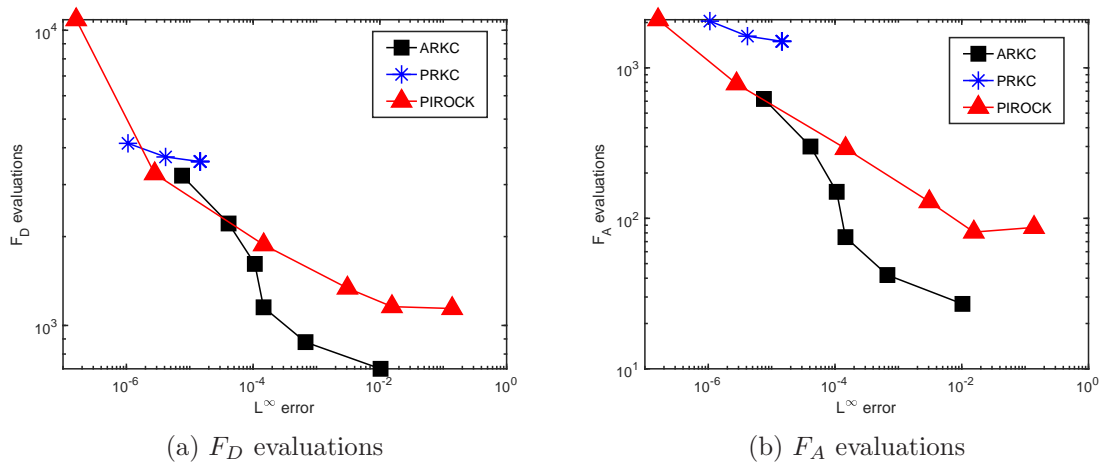 10^4
10^3
F_D evaluations
10^-6
10^-4
10^-2
10^0
L^∞ error
ARKC
PRKC
PIROCK
(a) F_D evaluations
10^3
10^2
10^1
F_A evaluations
10^-6
10^-4
10^-2
10^0
L^∞ error
ARKC
PRKC
PIROCK
(b) F_A evaluations